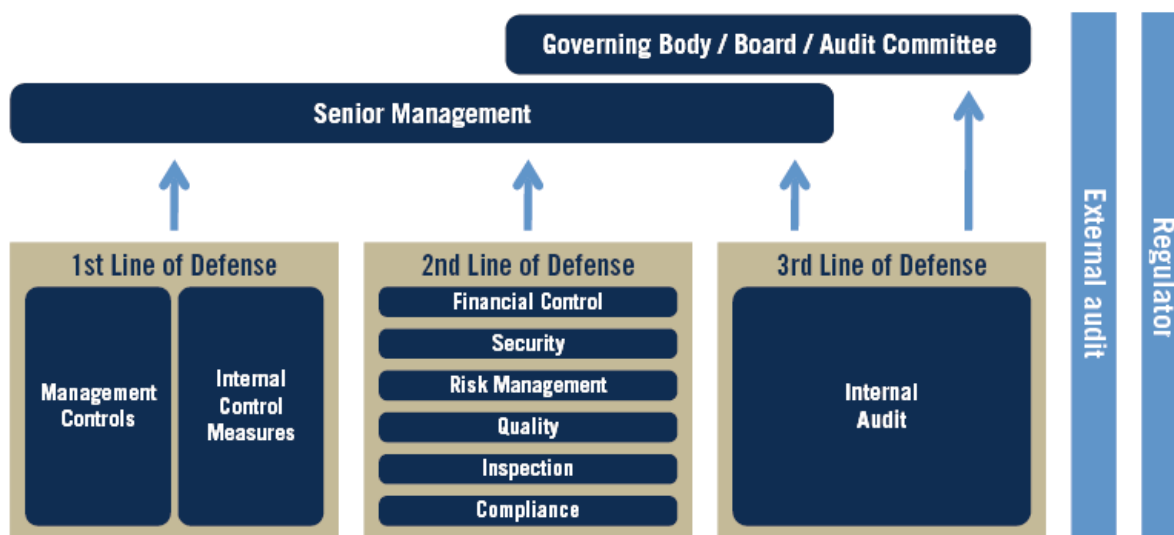 Governing Body / Board / Audit Committee
Senior Management
1st Line of Defense
Management
Controls
Internal
Control
Measures
2nd Line of Defense
Financial Control
Security
Risk Management
Quality
Inspection
Compliance
3rd Line of Defense
Internal
Audit
External audit
Regulator